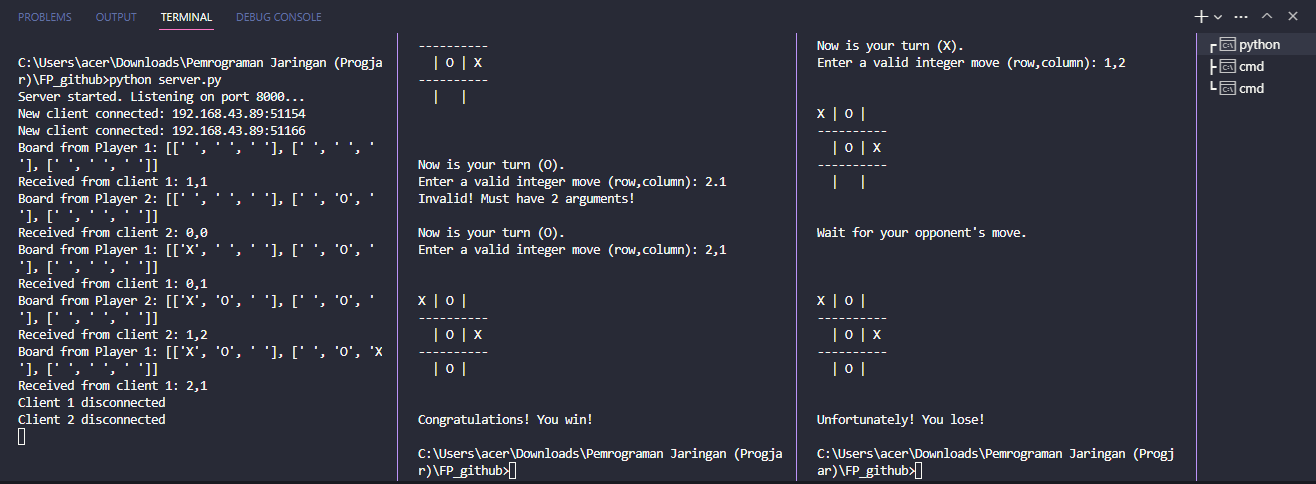 PROBLEMS OUTPUT TERMINAL DEBUG CONSOLE
C:\Users\acer\Downloads\Pemrograman Jaringan (Progja
r)\FP_github>python server.py
Server started. Listening on port 8000...
New client connected: 192.168.43.89:51154
New client connected: 192.168.43.89:51166
Board from Player 1: [[' ', ' ', ' '], [' ', ' ', '
'], [' ', ' ', ' ']]
Received from client 1: 1,1
Board from Player 2: [[' ', ' ', ' '], [' ', 'O', '
'], [' ', ' ', ' ']]
Received from client 2: 0,0
Board from Player 1: [['X', ' ', ' '], [' ', 'O', '
'], [' ', ' ', ' ']]
Received from client 1: 0,1
Board from Player 2: [['X', 'O', ' '], [' ', 'O', '
'], [' ', ' ', ' ']]
Received from client 2: 1,2
Board from Player 1: [['X', 'O', ' '], [' ', 'O', 'X
'], [' ', ' ', ' ']]
Received from client 1: 2,1
Client 1 disconnected
Client 2 disconnected
----------
  | O | X
----------
  |   |
Now is your turn (O).
Enter a valid integer move (row,column): 2.1
Invalid! Must have 2 arguments!
Now is your turn (O).
Enter a valid integer move (row,column): 2,1
X | O |
----------
  | O | X
----------
  | O |
Congratulations! You win!
C:\Users\acer\Downloads\Pemrograman Jaringan (Progja
r)\FP_github>
Now is your turn (X).
Enter a valid integer move (row,column): 1,2
X | O |
----------
  | O | X
----------
  |   |
Wait for your opponent's move.
X | O |
----------
  | O | X
----------
  | O |
Unfortunately! You lose!
C:\Users\acer\Downloads\Pemrograman Jaringan (Progj
ar)\FP_github>
python
cmd
cmd